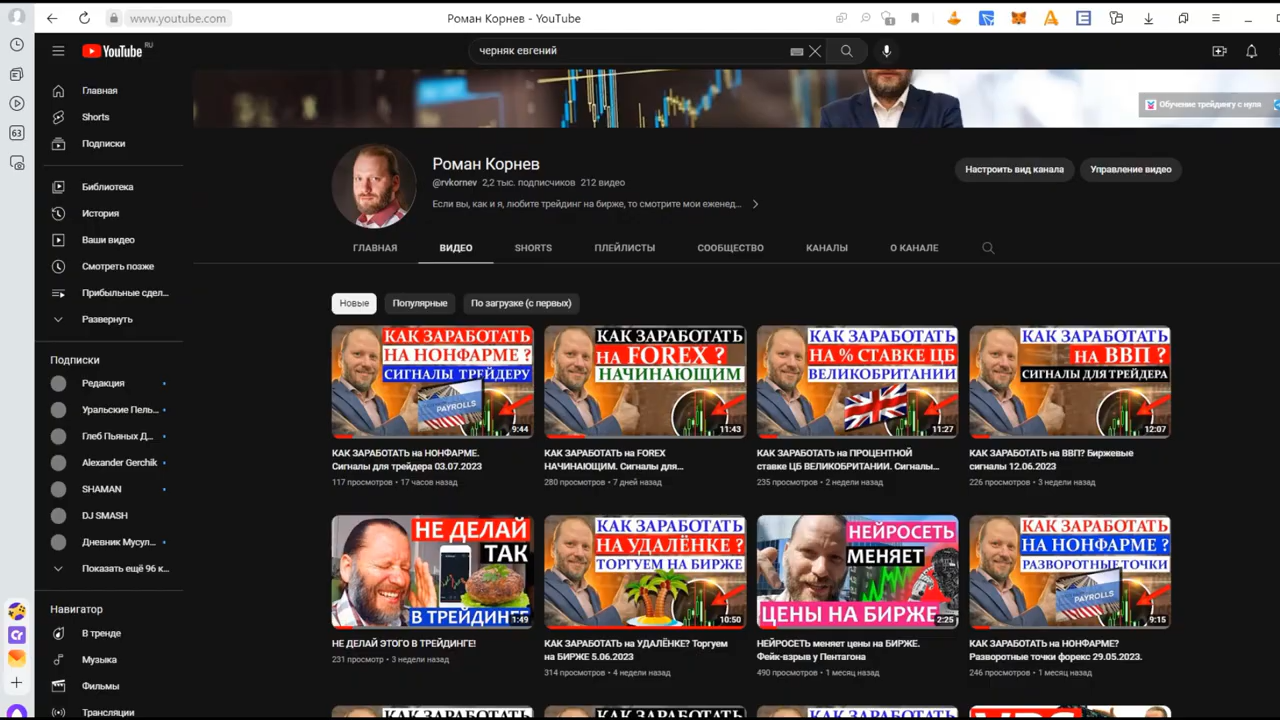 www.youtube.com
Роман Корнев - YouTube
YouTube RU
черняк евгений
63
Главная
Shorts
Подписки
Библиотека
История
Ваши видео
Смотреть позже
Прибыльные сдел...
Развернуть
Подписки
Редакция
Уральские Пель...
Глеб Пьяных Д...
Alexander Gerchik
SHAMAN
DJ SMASH
Дневник Мусул...
Показать ещё 96 к...
Навигатор
В тренде
Музыка
Фильмы
Трансляции
Обучение трейдингу с нуля
Роман Корнев
@rvkornev 2,2 тыс. подписчиков 212 видео
Если вы, как и я, любите трейдинг на бирже, то смотрите мои еженед...
Настроить вид канала
Управление видео
ГЛАВНАЯ ВИДЕО SHORTS ПЛЕЙЛИСТЫ СООБЩЕСТВО КАНАЛЫ О КАНАЛЕ
Новые Популярные По загрузке (с первых)
КАК ЗАРАБОТАТЬ
НА НОНФАРМЕ ?
СИГНАЛЫ ТРЕЙДЕРУ
PAYROLLS
9:44
КАК ЗАРАБОТАТЬ на НОНФАРМЕ.
Сигналы для трейдера 03.07.2023
117 просмотров • 17 часов назад
КАК ЗАРАБОТАТЬ
НА FOREX ?
НАЧИНАЮЩИМ
11:43
КАК ЗАРАБОТАТЬ на FOREX
НАЧИНАЮЩИМ. Сигналы для...
280 просмотров • 7 дней назад
КАК ЗАРАБОТАТЬ
НА % СТАВКЕ ЦБ
ВЕЛИКОБРИТАНИИ
11:27
КАК ЗАРАБОТАТЬ на ПРОЦЕНТНОЙ
ставке ЦБ ВЕЛИКОБРИТАНИИ. Сигналы...
235 просмотров • 2 недели назад
КАК ЗАРАБОТАТЬ
НА ВВП ?
СИГНАЛЫ ДЛЯ ТРЕЙДЕРА
12:07
КАК ЗАРАБОТАТЬ на ВВП? Биржевые
сигналы 12.06.2023
226 просмотров • 3 недели назад
НЕ ДЕЛАЙ
ТАК
В ТРЕЙДИНГЕ
1:49
НЕ ДЕЛАЙ ЭТОГО В ТРЕЙДИНГЕ!
231 просмотр • 3 недели назад
КАК ЗАРАБОТАТЬ
НА УДАЛЁНКЕ ?
ТОРГУЕМ НА БИРЖЕ
10:50
КАК ЗАРАБОТАТЬ на УДАЛЁНКЕ? Торгуем
на БИРЖЕ 5.06.2023
314 просмотров • 4 недели назад
НЕЙРОСЕТЬ
МЕНЯЕТ
ЦЕНЫ НА БИРЖЕ
2:25
НЕЙРОСЕТЬ меняет цены на БИРЖЕ.
Фейк-взрыв у Пентагона
490 просмотров • 1 месяц назад
КАК ЗАРАБОТАТЬ
НА НОНФАРМЕ ?
РАЗВОРОТНЫЕ ТОЧКИ
PAYROLLS
9:15
КАК ЗАРАБОТАТЬ на НОНФАРМЕ?
Разворотные точки форекс 29.05.2023.
246 просмотров • 1 месяц назад
КАК ЗАРАБОТАТЬ
КАК ЗАРАБОТАТЬ
КАК ЗАРАБОТАТЬ